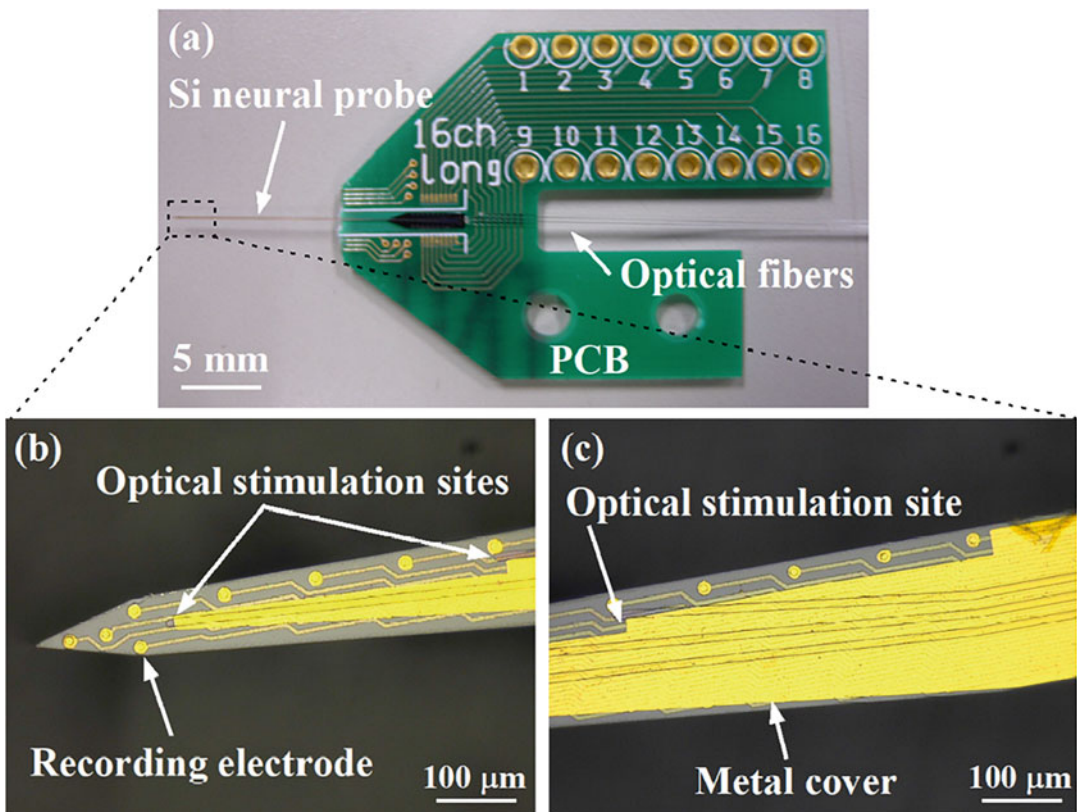 (a)
Si neural probe
1 2 3 4 5 6 7 8
16ch
long
9 10 11 12 13 14 15 16
Optical fibers
PCB
5 mm
(b)
Optical stimulation sites
Recording electrode
100 μm
(c)
Optical stimulation site
Metal cover
100 μm